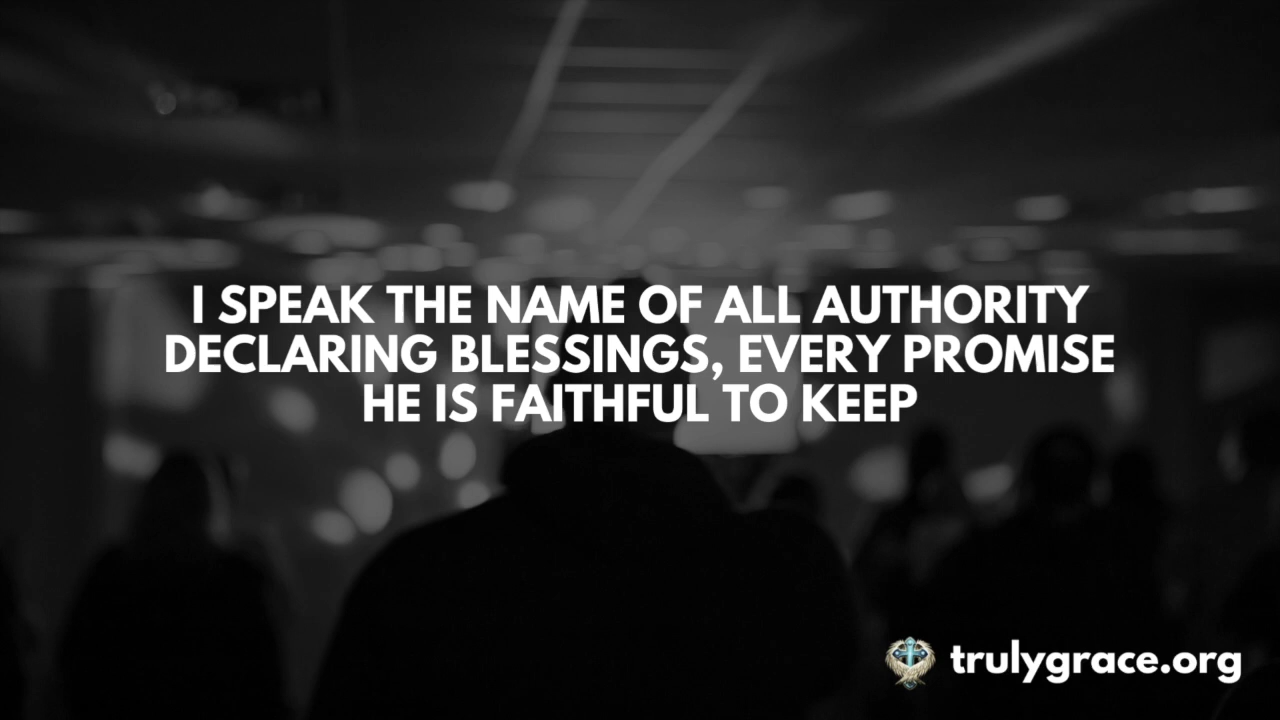 I SPEAK THE NAME OF ALL AUTHORITY
DECLARING BLESSINGS, EVERY PROMISE
HE IS FAITHFUL TO KEEP
trulygrace.org